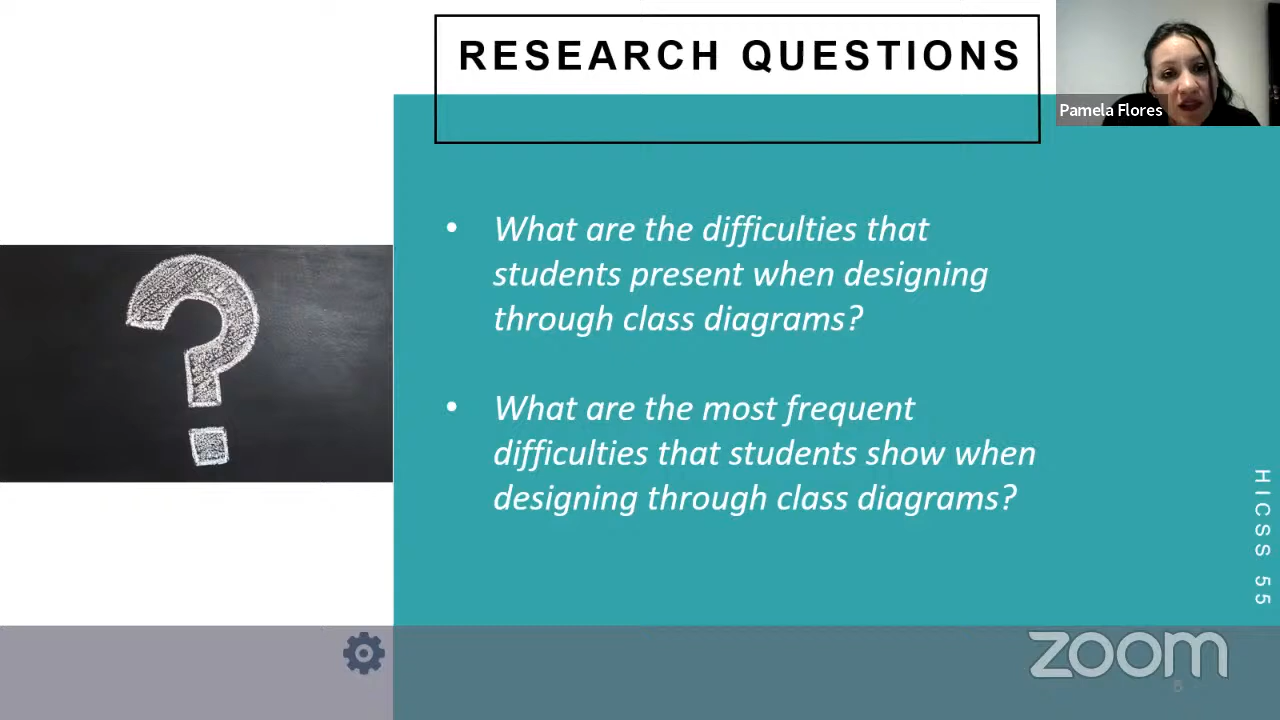 RESEARCH QUESTIONS
Pamela Flores
• What are the difficulties that
students present when designing
through class diagrams?
• What are the most frequent
difficulties that students show when
designing through class diagrams?
HICSS 55
zoom